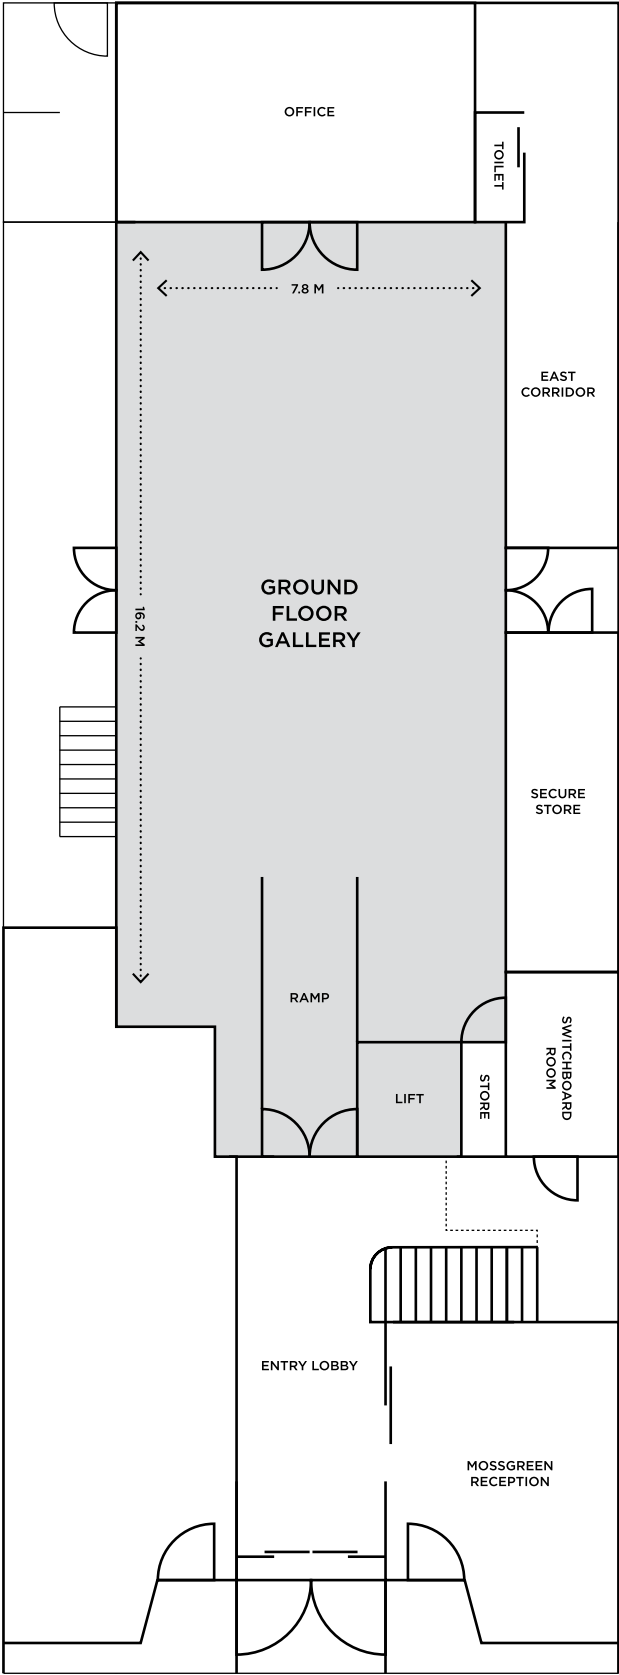 OFFICE
TOILET
7.8 M
EAST
CORRIDOR
GROUND
FLOOR
GALLERY
16.2 M
SECURE
STORE
RAMP
SWITCHBOARD
ROOM
LIFT
STORE
ENTRY LOBBY
MOSSGREEN
RECEPTION